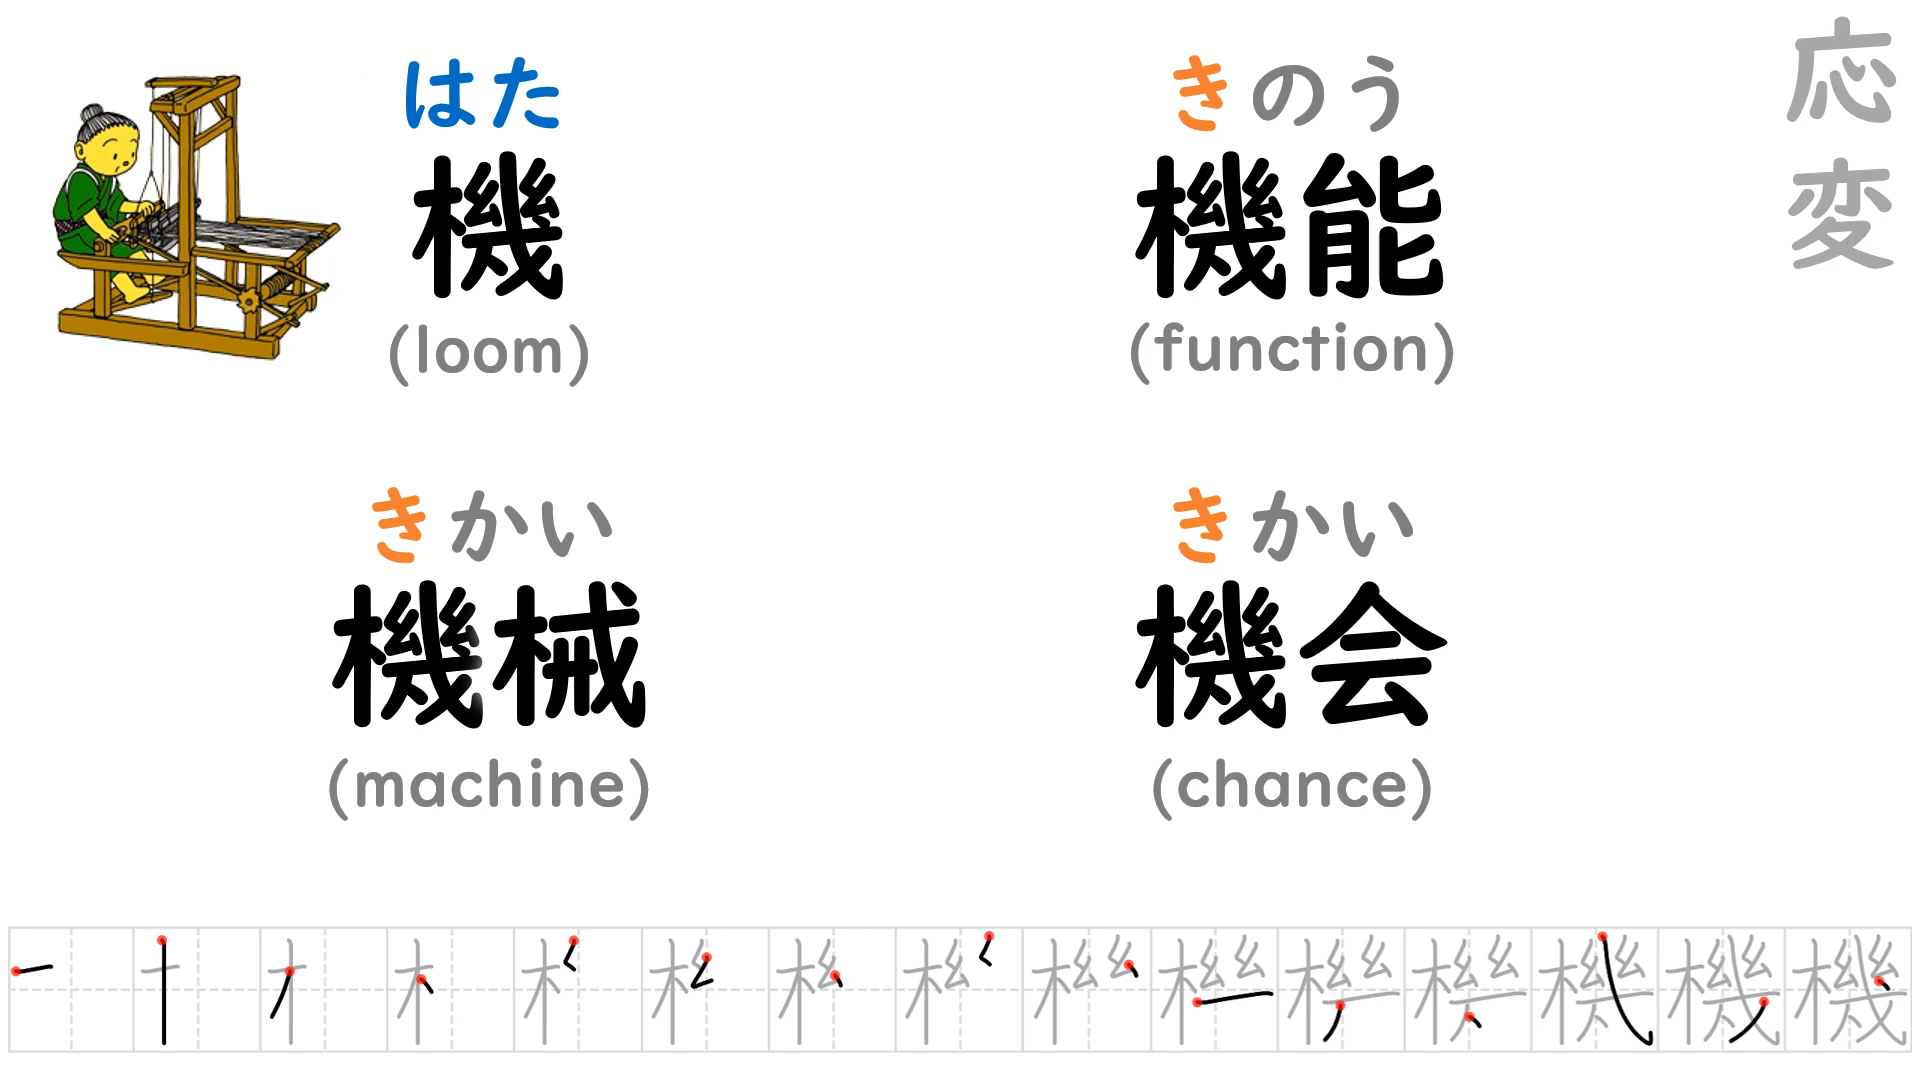 はた
機
(loom)
きのう
機能
(function)
きかい
機械
(machine)
きかい
機会
(chance)
応
変